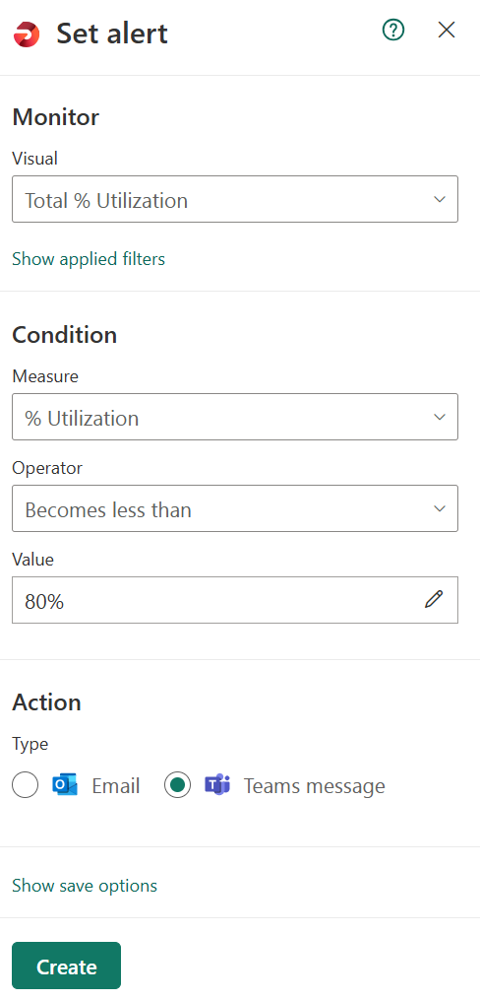 Set alert
Monitor
Visual
Total % Utilization
Show applied filters
Condition
Measure
% Utilization
Operator
Becomes less than
Value
80%
Action
Type
Email Teams message
Show save options
Create